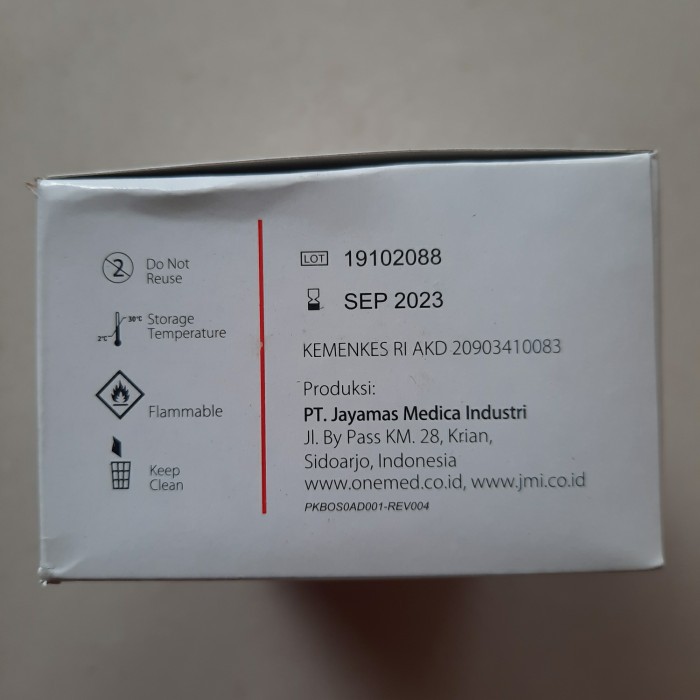 2
Do Not
Reuse
30°C
2°C
Storage
Temperature
Flammable
Keep
Clean
LOT 19102088
SEP 2023
KEMENKES RI AKD 20903410083
Produksi:
PT. Jayamas Medica Industri
Jl. By Pass KM. 28, Krian,
Sidoarjo, Indonesia
www.onemed.co.id, www.jmi.co.id
PKBOS0AD001-REV004